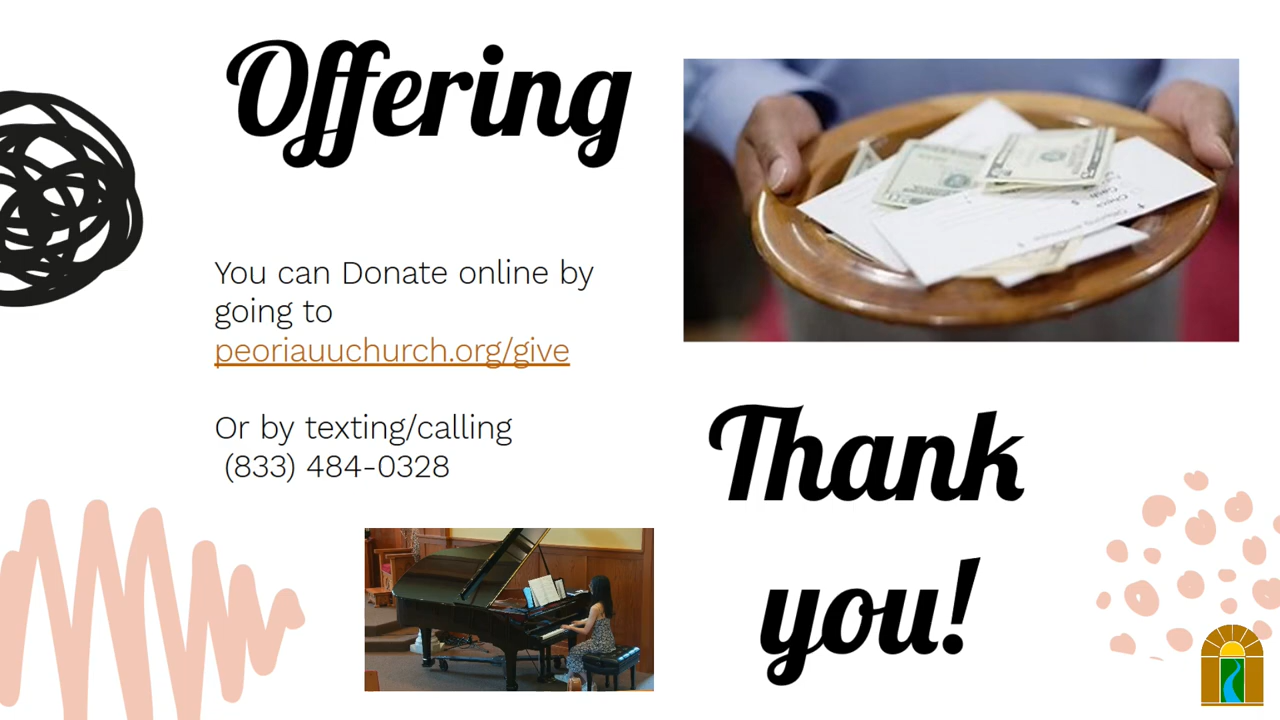 Offering
You can Donate online by
going to
peoriauuchurch.org/give
Or by texting/calling
(833) 484-0328
Thank
you!